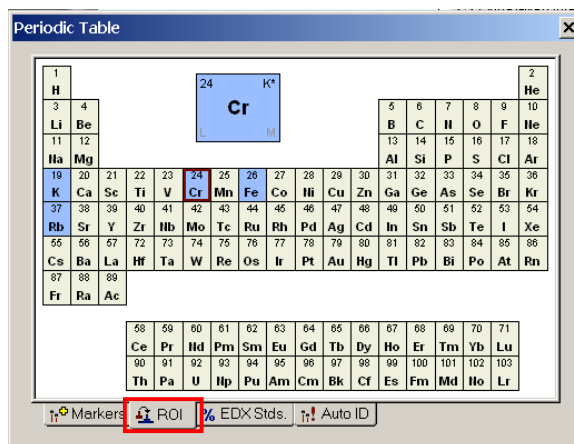 Periodic Table
24 K*
Cr
L M
1 2
H He
3 4 5 6 7 8 9 10
Li Be B C N O F Ne
11 12 13 14 15 16 17 18
Na Mg Al Si P S Cl Ar
19 20 21 22 23 24 25 26 27 28 29 30 31 32 33 34 35 36
K Ca Sc Ti V Cr Mn Fe Co Ni Cu Zn Ga Ge As Se Br Kr
37 38 39 40 41 42 43 44 45 46 47 48 49 50 51 52 53 54
Rb Sr Y Zr Nb Mo Tc Ru Rh Pd Ag Cd In Sn Sb Te I Xe
55 56 57 72 73 74 75 76 77 78 79 80 81 82 83 84 85 86
Cs Ba La Hf Ta W Re Os Ir Pt Au Hg Tl Pb Bi Po At Rn
87 88 89
Fr Ra Ac
58 59 60 61 62 63 64 65 66 67 68 69 70 71
Ce Pr Nd Pm Sm Eu Gd Tb Dy Ho Er Tm Yb Lu
90 91 92 93 94 95 96 97 98 99 100 101 102 103
Th Pa U Np Pu Am Cm Bk Cf Es Fm Md No Lr
Markers ROI % EDX Stds. Auto ID